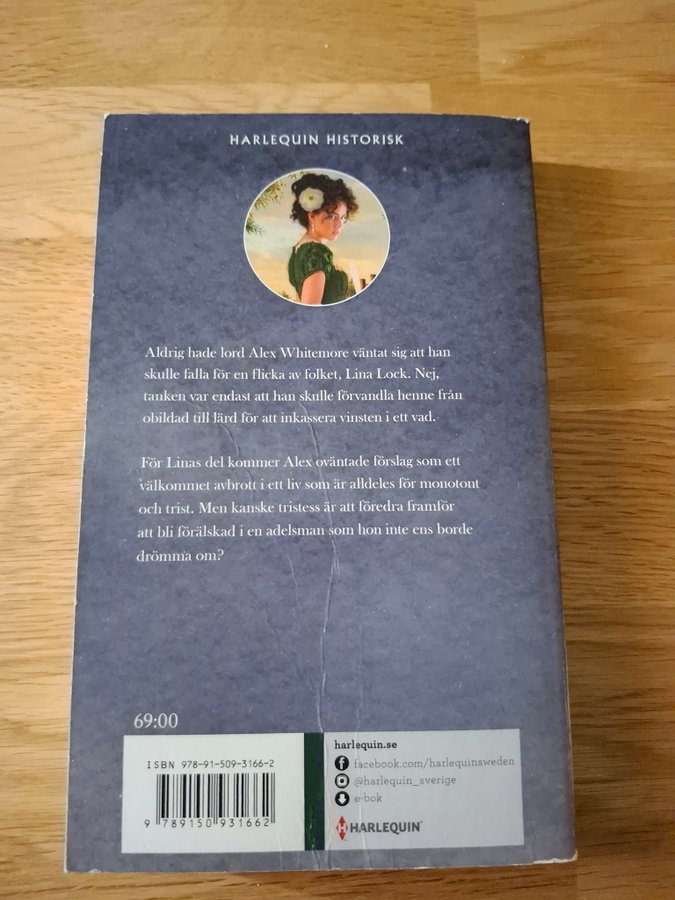 HARLEQUIN HISTORISK
Aldrig hade lord Alex Whitemore väntat sig att han
skulle falla för en flicka av folket, Lina Lock. Nej,
tanken var endast att han skulle förvandla henne från
obildad till lärd för att inkassera vinsten i ett vad.
För Linas del kommer Alex oväntade förslag som ett
välkommet avbrott i ett liv som är alldeles för monotont
och trist. Men kanske tristess är att föredra framför
att bli förälskad i en adelsman som hon inte ens borde
drömma om?
69:00
ISBN 978-91-509-3166-2
9 789150 931662
harlequin.se
facebook.com/harlequinsweden
@harlequin_sverige
e-bok
HARLEQUIN®